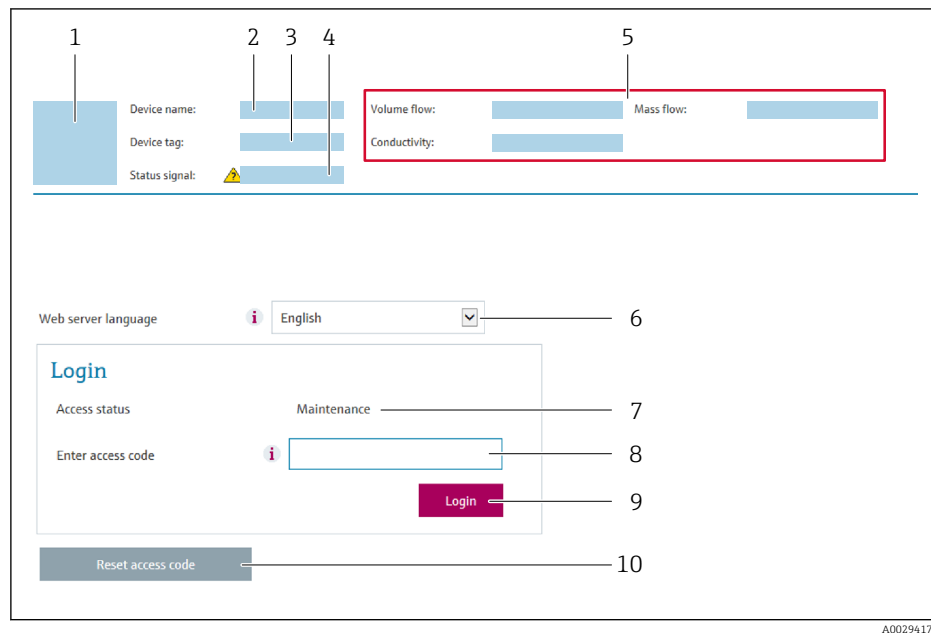 1 2 3 4 5
Device name: Volume flow: Mass flow:
Device tag: Conductivity:
Status signal: ?
Web server language i English 6
Login
Access status Maintenance 7
Enter access code i 8
Login 9
Reset access code 10
A0029417